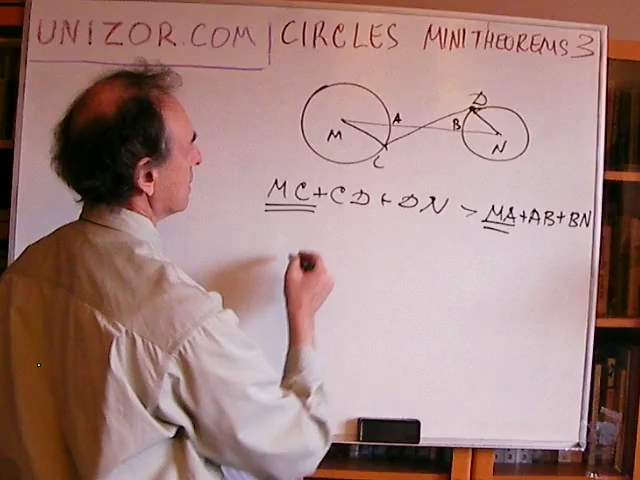 UNIZOR.COM | CIRCLES MINITHEOREMS 3
D
A
B
M
N
C
MC + CD + DN > MA + AB + BN